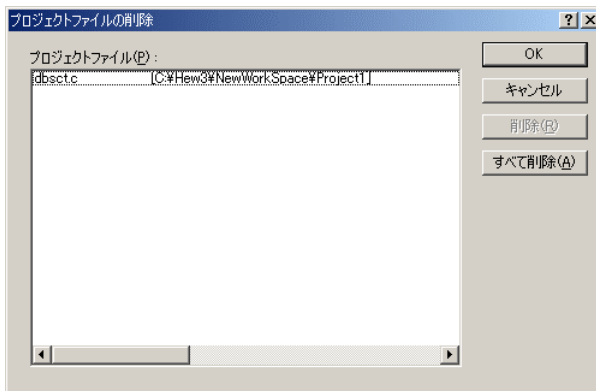 プロジェクトファイルの削除
プロジェクトファイル(P) :
dbsct.c [C:¥Hew3¥NewWorkSpace¥Project1]
OK
キャンセル
削除(R)
すべて削除(A)